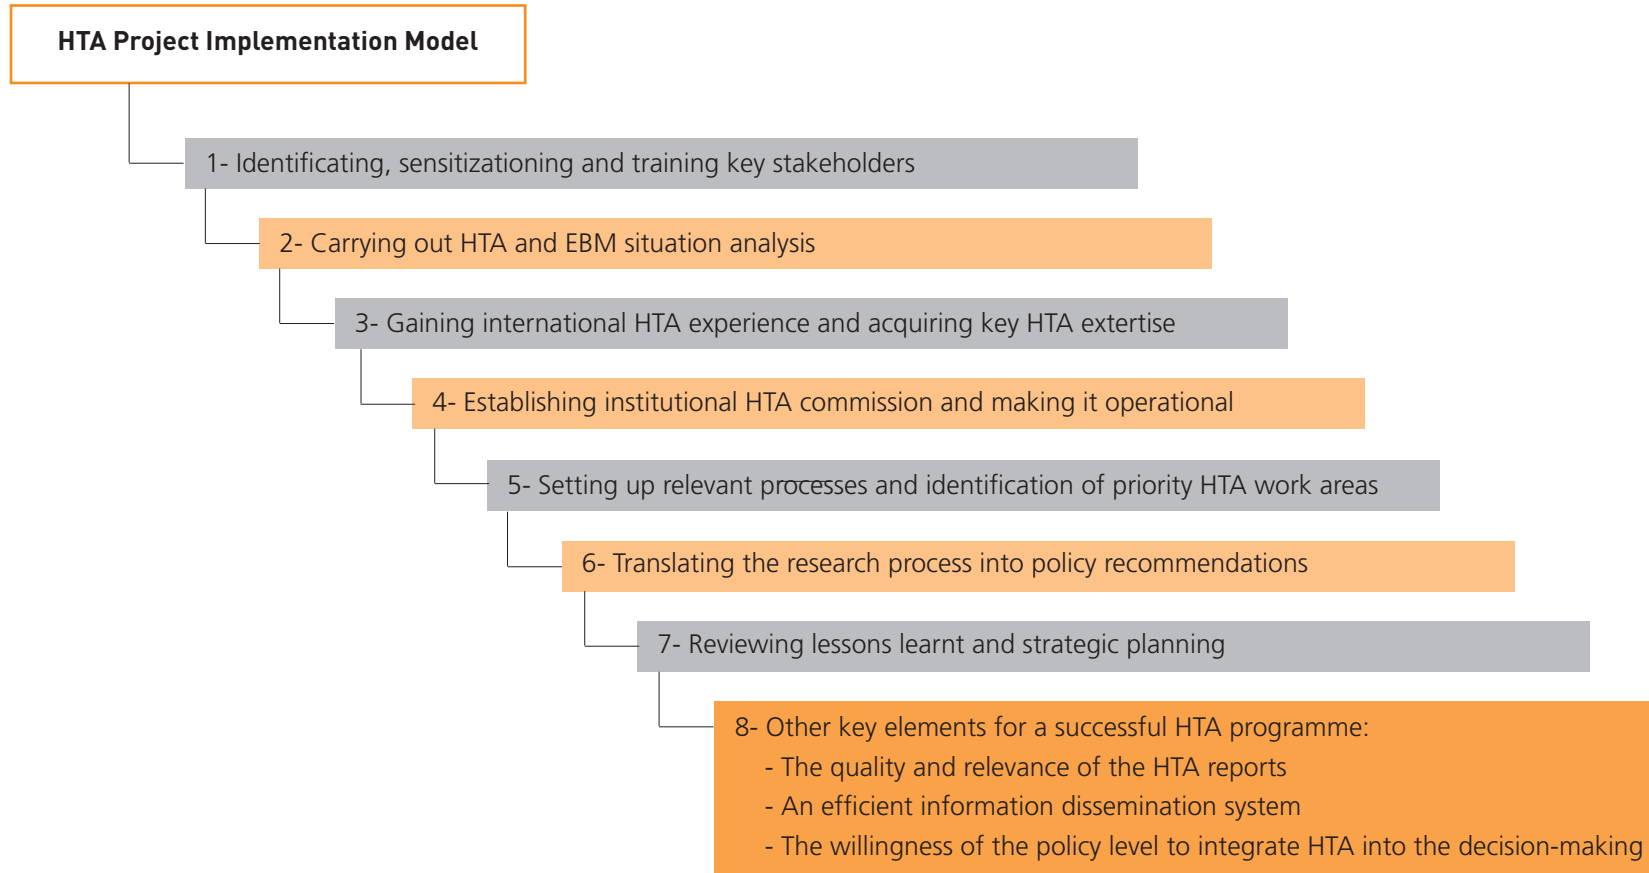 HTA Project Implementation Model
1- Identificating, sensitizationing and training key stakeholders
2- Carrying out HTA and EBM situation analysis
3- Gaining international HTA experience and acquiring key HTA extertise
4- Establishing institutional HTA commission and making it operational
5- Setting up relevant processes and identification of priority HTA work areas
6- Translating the research process into policy recommendations
7- Reviewing lessons learnt and strategic planning
8- Other key elements for a successful HTA programme:
- The quality and relevance of the HTA reports
- An efficient information dissemination system
- The willingness of the policy level to integrate HTA into the decision-making